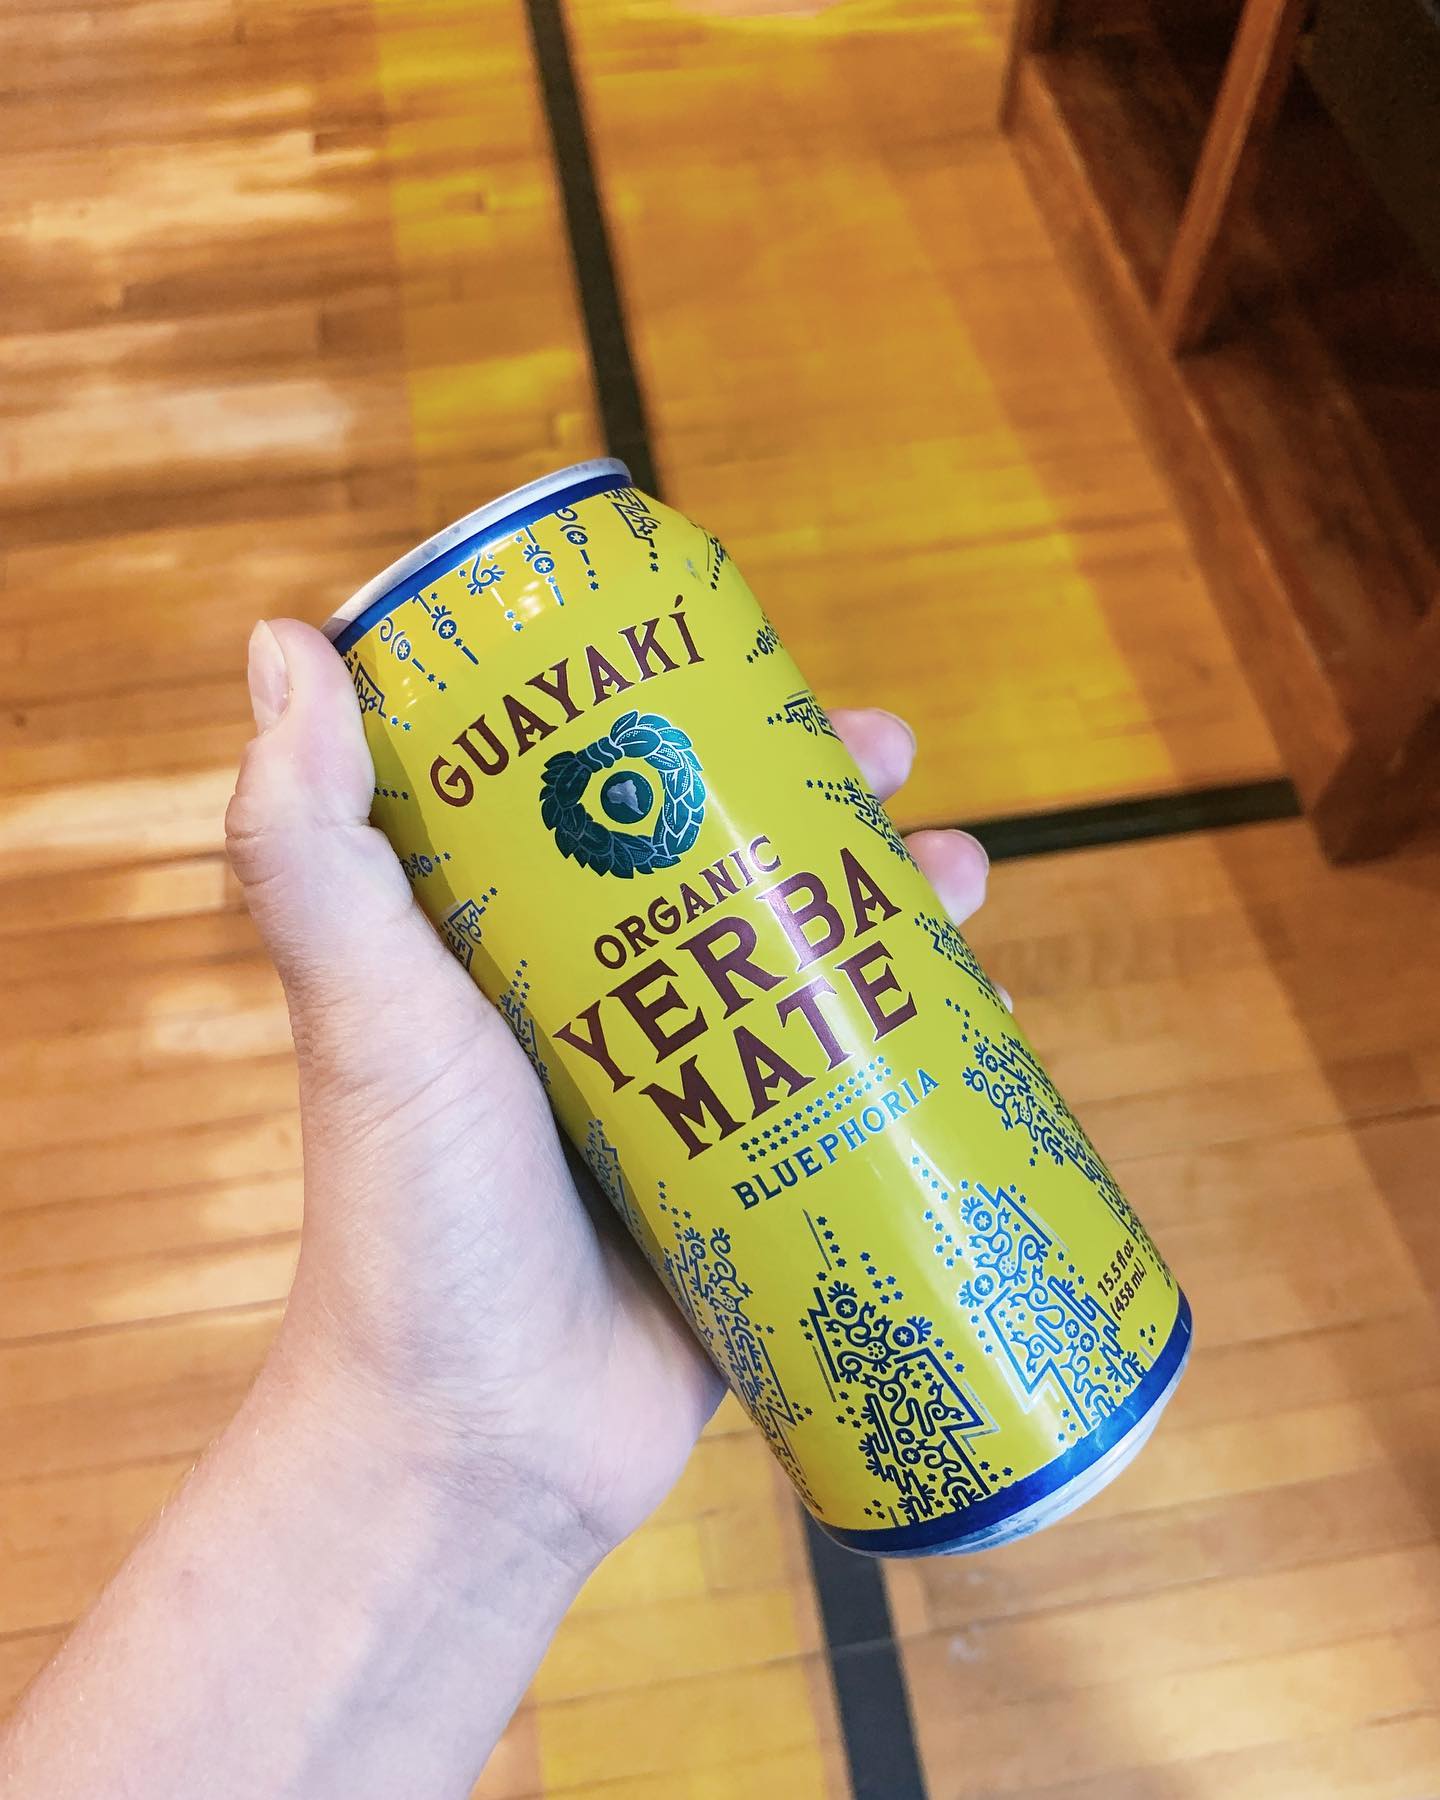 GUAYAKÍ
ORGANIC
YERBA
MATE
BLUEPHORIA
15.5 fl oz
(458 mL)